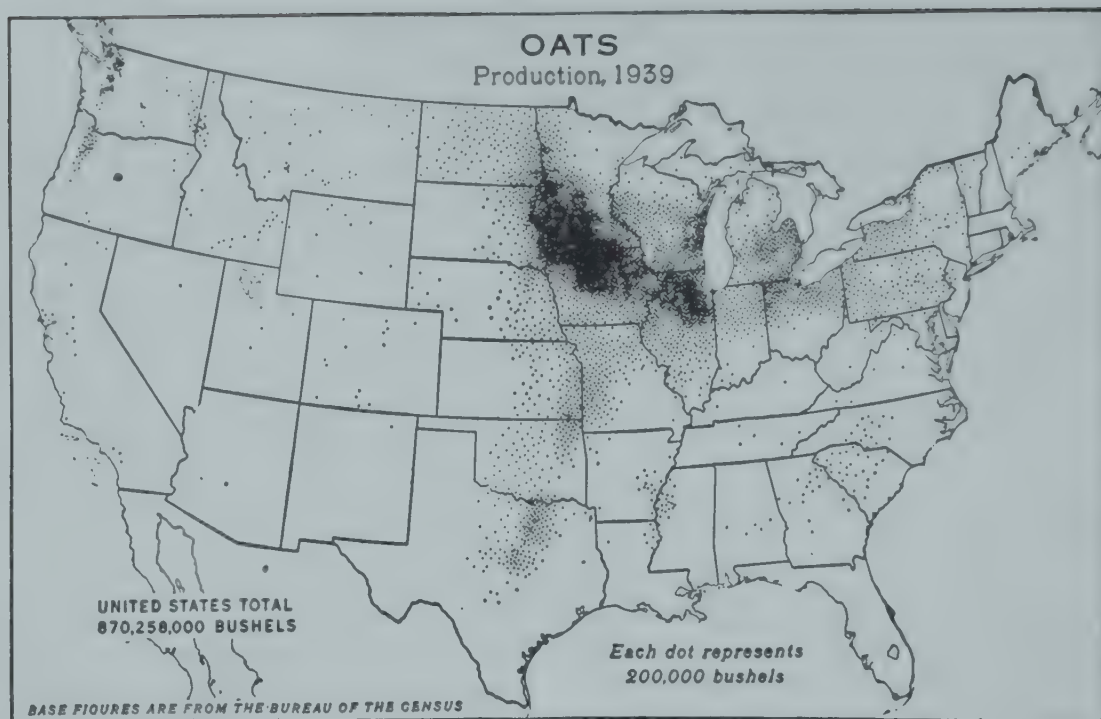 OATS
Production, 1939
UNITED STATES TOTAL
870,258,000 BUSHELS
Each dot represents
200,000 bushels
BASE FIGURES ARE FROM THE BUREAU OF THE CENSUS